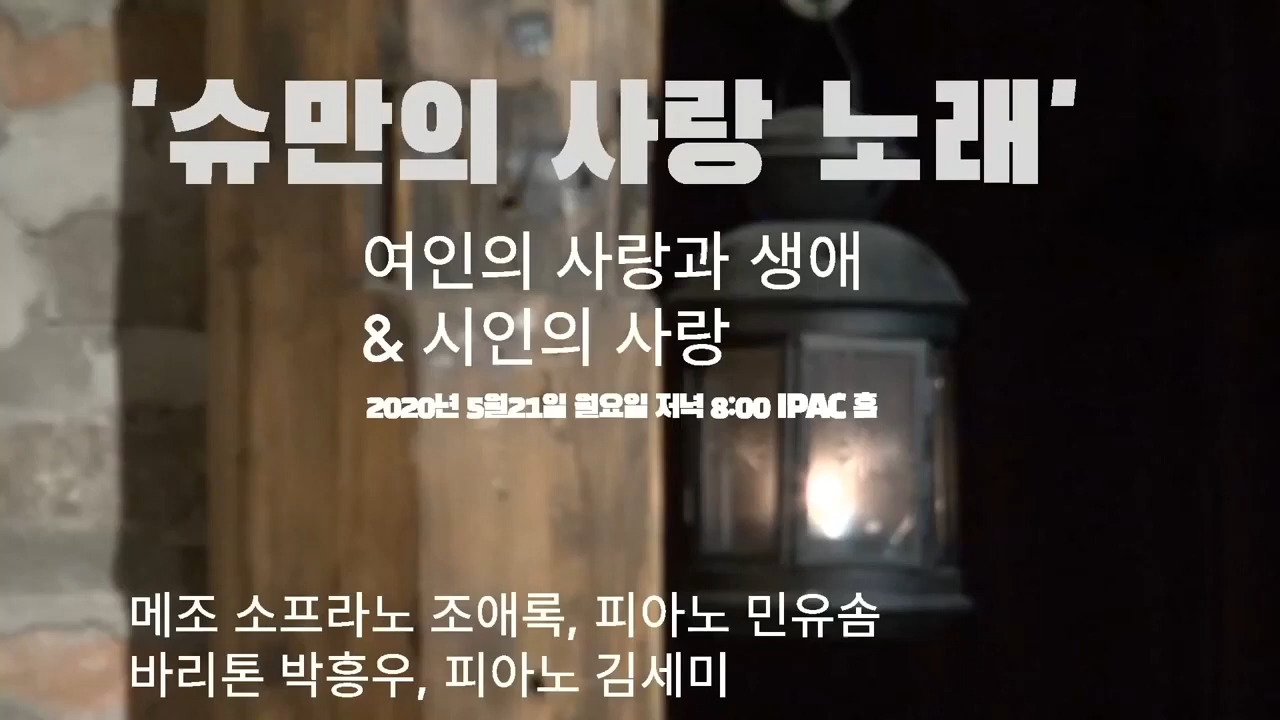 '슈만의 사랑 노래'
여인의 사랑과 생애
& 시인의 사랑
2020년 5월21일 월요일 저녁 8:00 IPAC 홀
메조 소프라노 조애록, 피아노 민유솜
바리톤 박흥우, 피아노 김세미